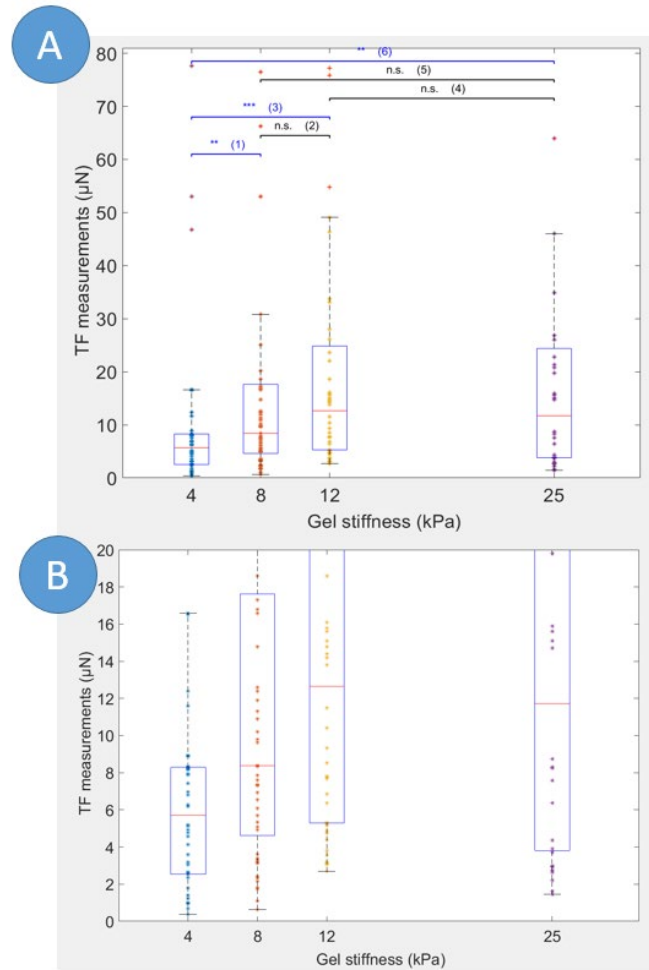 A
80
70
60
50
40
30
20
10
0
TF measurements (μN)
** (6)
n.s. (5)
n.s. (4)
*** (3)
n.s. (2)
** (1)
4 8 12 25
Gel stiffness (kPa)
B
20
18
16
14
12
10
8
6
4
2
0
TF measurements (μN)
4 8 12 25
Gel stiffness (kPa)